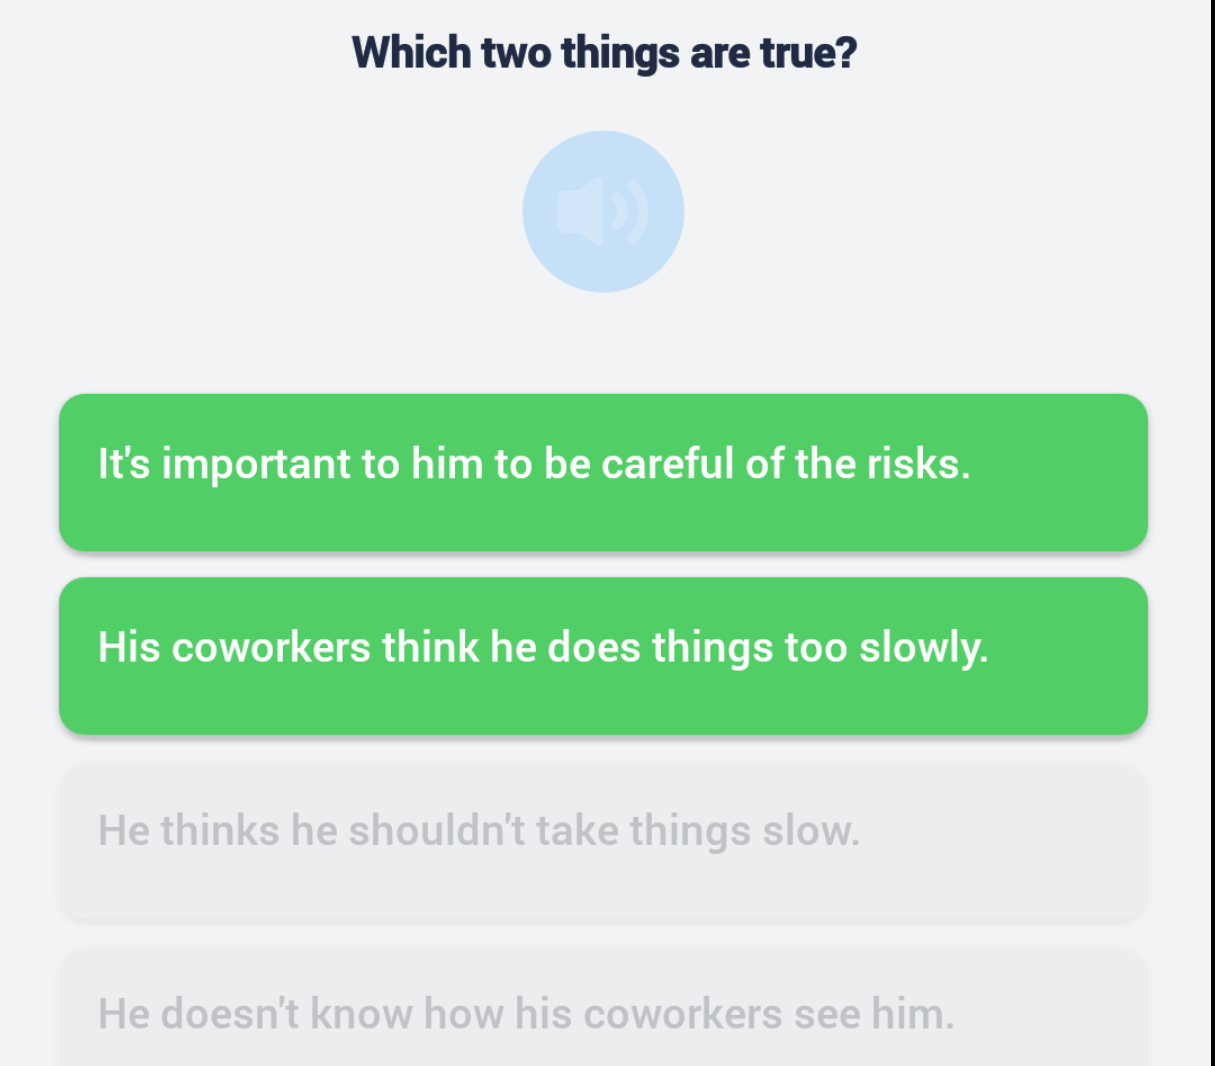 Which two things are true?
It's important to him to be careful of the risks.
His coworkers think he does things too slowly.
He thinks he shouldn't take things slow.
He doesn't know how his coworkers see him.